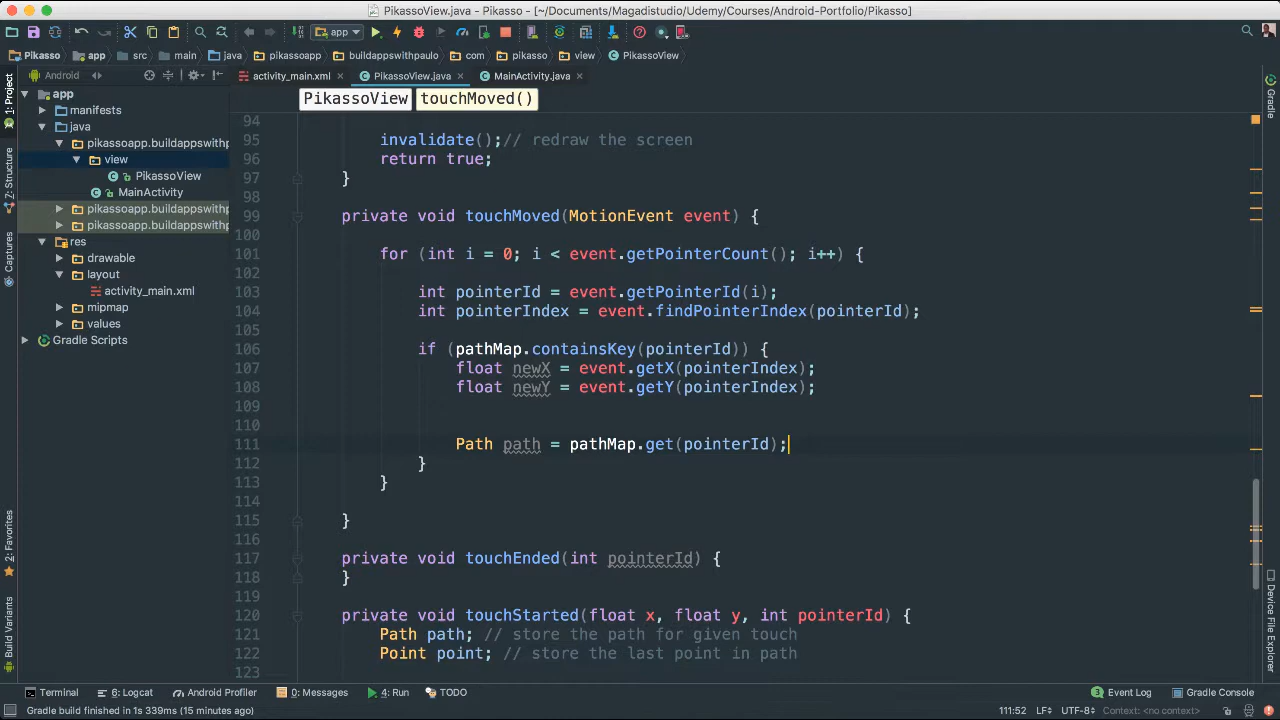 PikassoView.java - Pikasso - [~/Documents/Magadistudio/Udemy/Courses/Android-Portfolio/Pikasso]
app
Pikasso app src main java pikassoapp buildappswithpaulo com pikasso view PikassoView
Android
activity_main.xml PikassoView.java MainActivity.java
PikassoView touchMoved()
1: Project
7: Structure
Captures
2: Favorites
Build Variants
Gradle
Device File Explorer
app
manifests
java
pikassoapp.buildappswithp
view
PikassoView
MainActivity
pikassoapp.buildappswithp
pikassoapp.buildappswithp
res
drawable
layout
activity_main.xml
mipmap
values
Gradle Scripts
94
95 invalidate();// redraw the screen
96 return true;
97 }
98
99 private void touchMoved(MotionEvent event) {
100
101 for (int i = 0; i < event.getPointerCount(); i++) {
102
103 int pointerId = event.getPointerId(i);
104 int pointerIndex = event.findPointerIndex(pointerId);
105
106 if (pathMap.containsKey(pointerId)) {
107 float newX = event.getX(pointerIndex);
108 float newY = event.getY(pointerIndex);
109
110
111 Path path = pathMap.get(pointerId);
112 }
113 }
114
115 }
116
117 private void touchEnded(int pointerId) {
118 }
119
120 private void touchStarted(float x, float y, int pointerId) {
121 Path path; // store the path for given touch
122 Point point; // store the last point in path
123
Terminal 6: Logcat Android Profiler 0: Messages 4: Run TODO Event Log Gradle Console
Gradle build finished in 1s 339ms (15 minutes ago) 111:52 LF÷ UTF-8÷ Context: <no context>